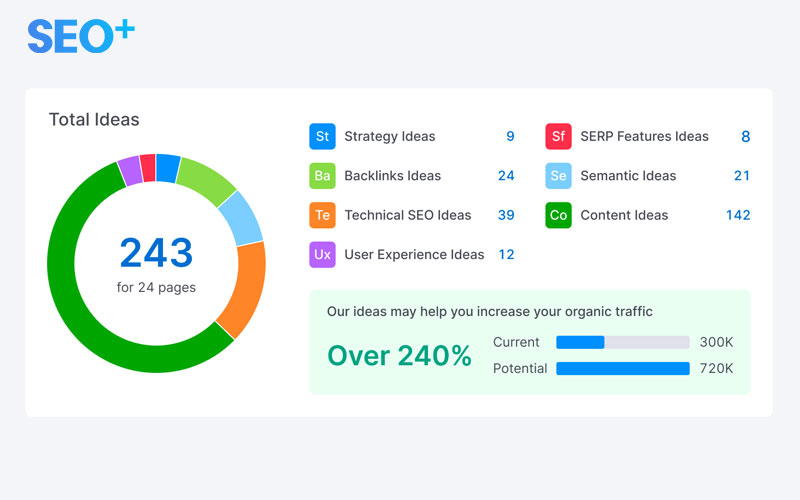 SEO+
Total Ideas
243
for 24 pages
St Strategy Ideas 9
Ba Backlinks Ideas 24
Te Technical SEO Ideas 39
Ux User Experience Ideas 12
Sf SERP Features Ideas 8
Se Semantic Ideas 21
Co Content Ideas 142
Our ideas may help you increase your organic traffic
Over 240%
Current 300K
Potential 720K